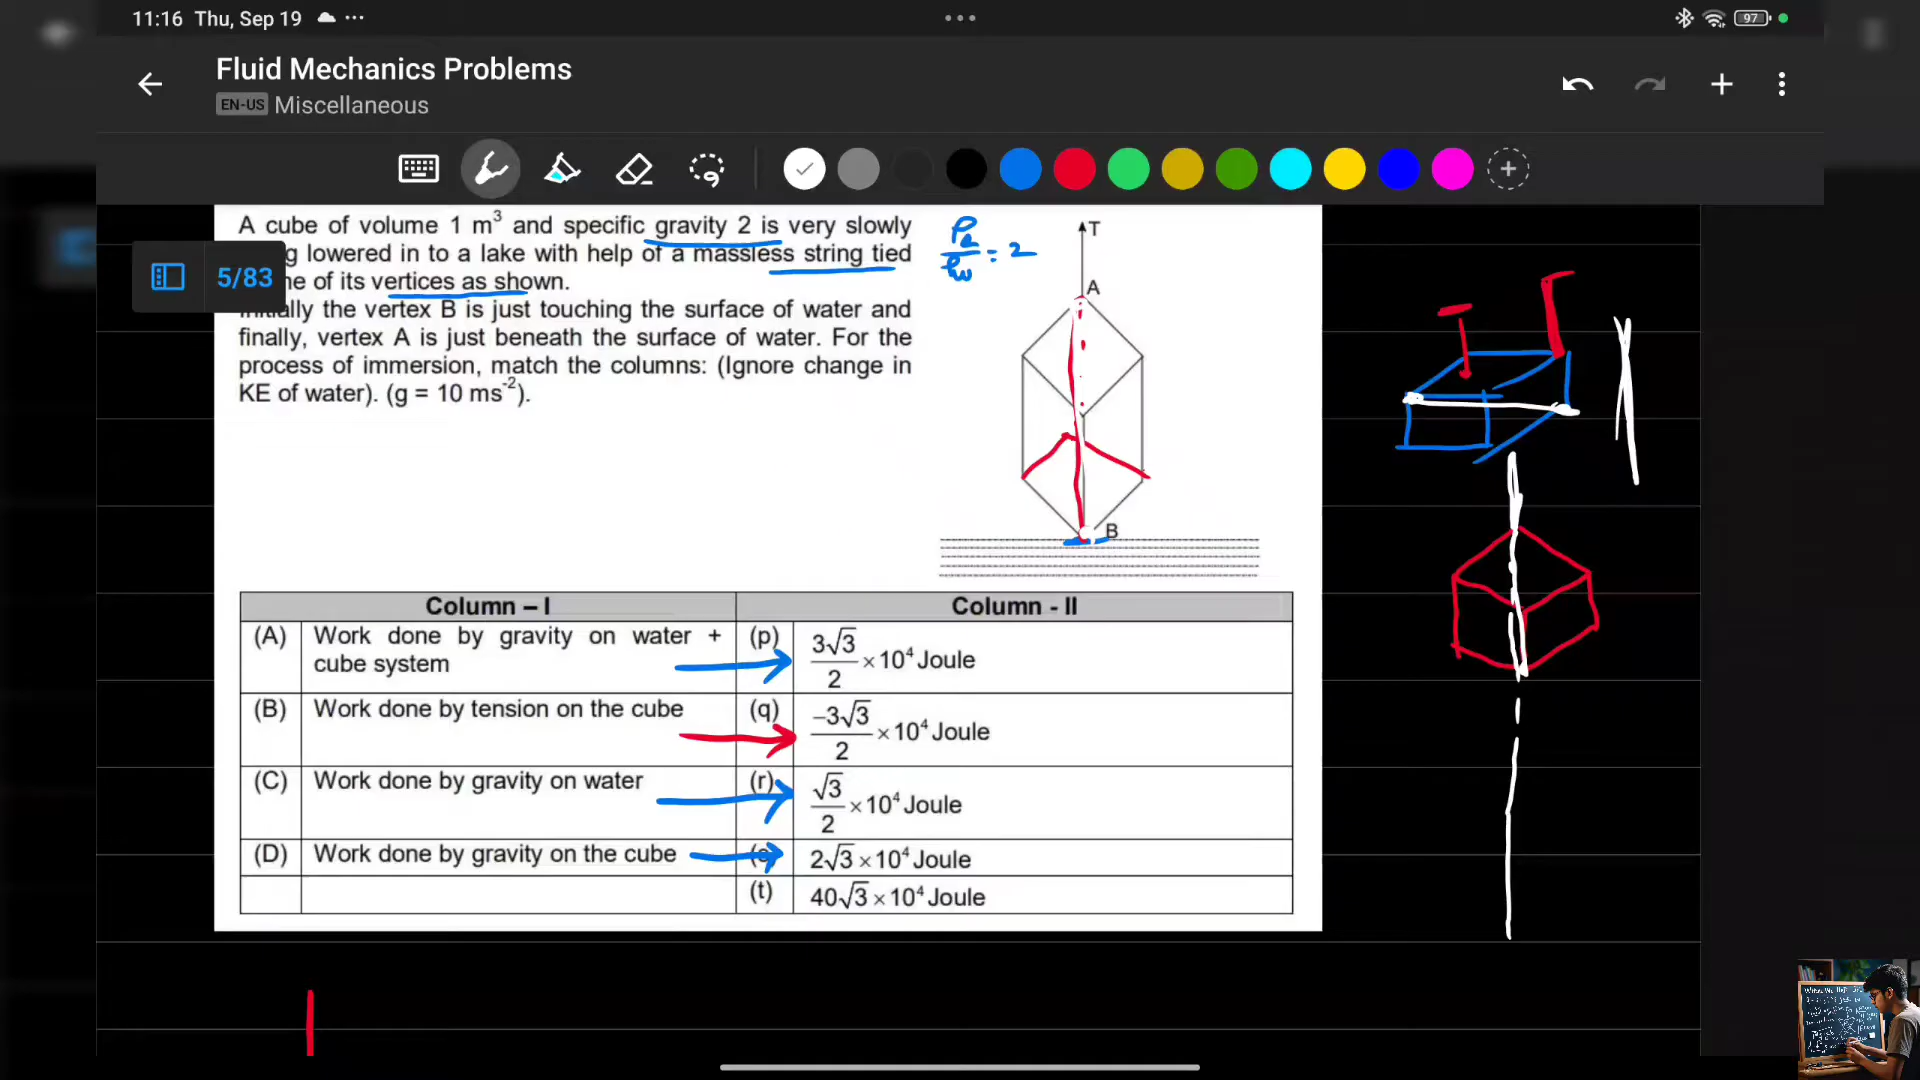 11:16 Thu, Sep 19
97
Fluid Mechanics Problems
EN-US Miscellaneous
5/83
A cube of volume 1 m³ and specific gravity 2 is very slowly
g lowered in to a lake with help of a massless string tied
ne of its vertices as shown.
Initially the vertex B is just touching the surface of water and
finally, vertex A is just beneath the surface of water. For the
process of immersion, match the columns: (Ignore change in
KE of water). (g = 10 ms⁻²).
= 2
T
A
B
Column – I Column - II
(A) Work done by gravity on water + cube system (p) 3√3/2 × 10⁴ Joule
(B) Work done by tension on the cube (q) –3√3/2 × 10⁴ Joule
(C) Work done by gravity on water (r) √3/2 × 10⁴ Joule
(D) Work done by gravity on the cube 2√3 × 10⁴ Joule
(t) 40√3 × 10⁴ Joule